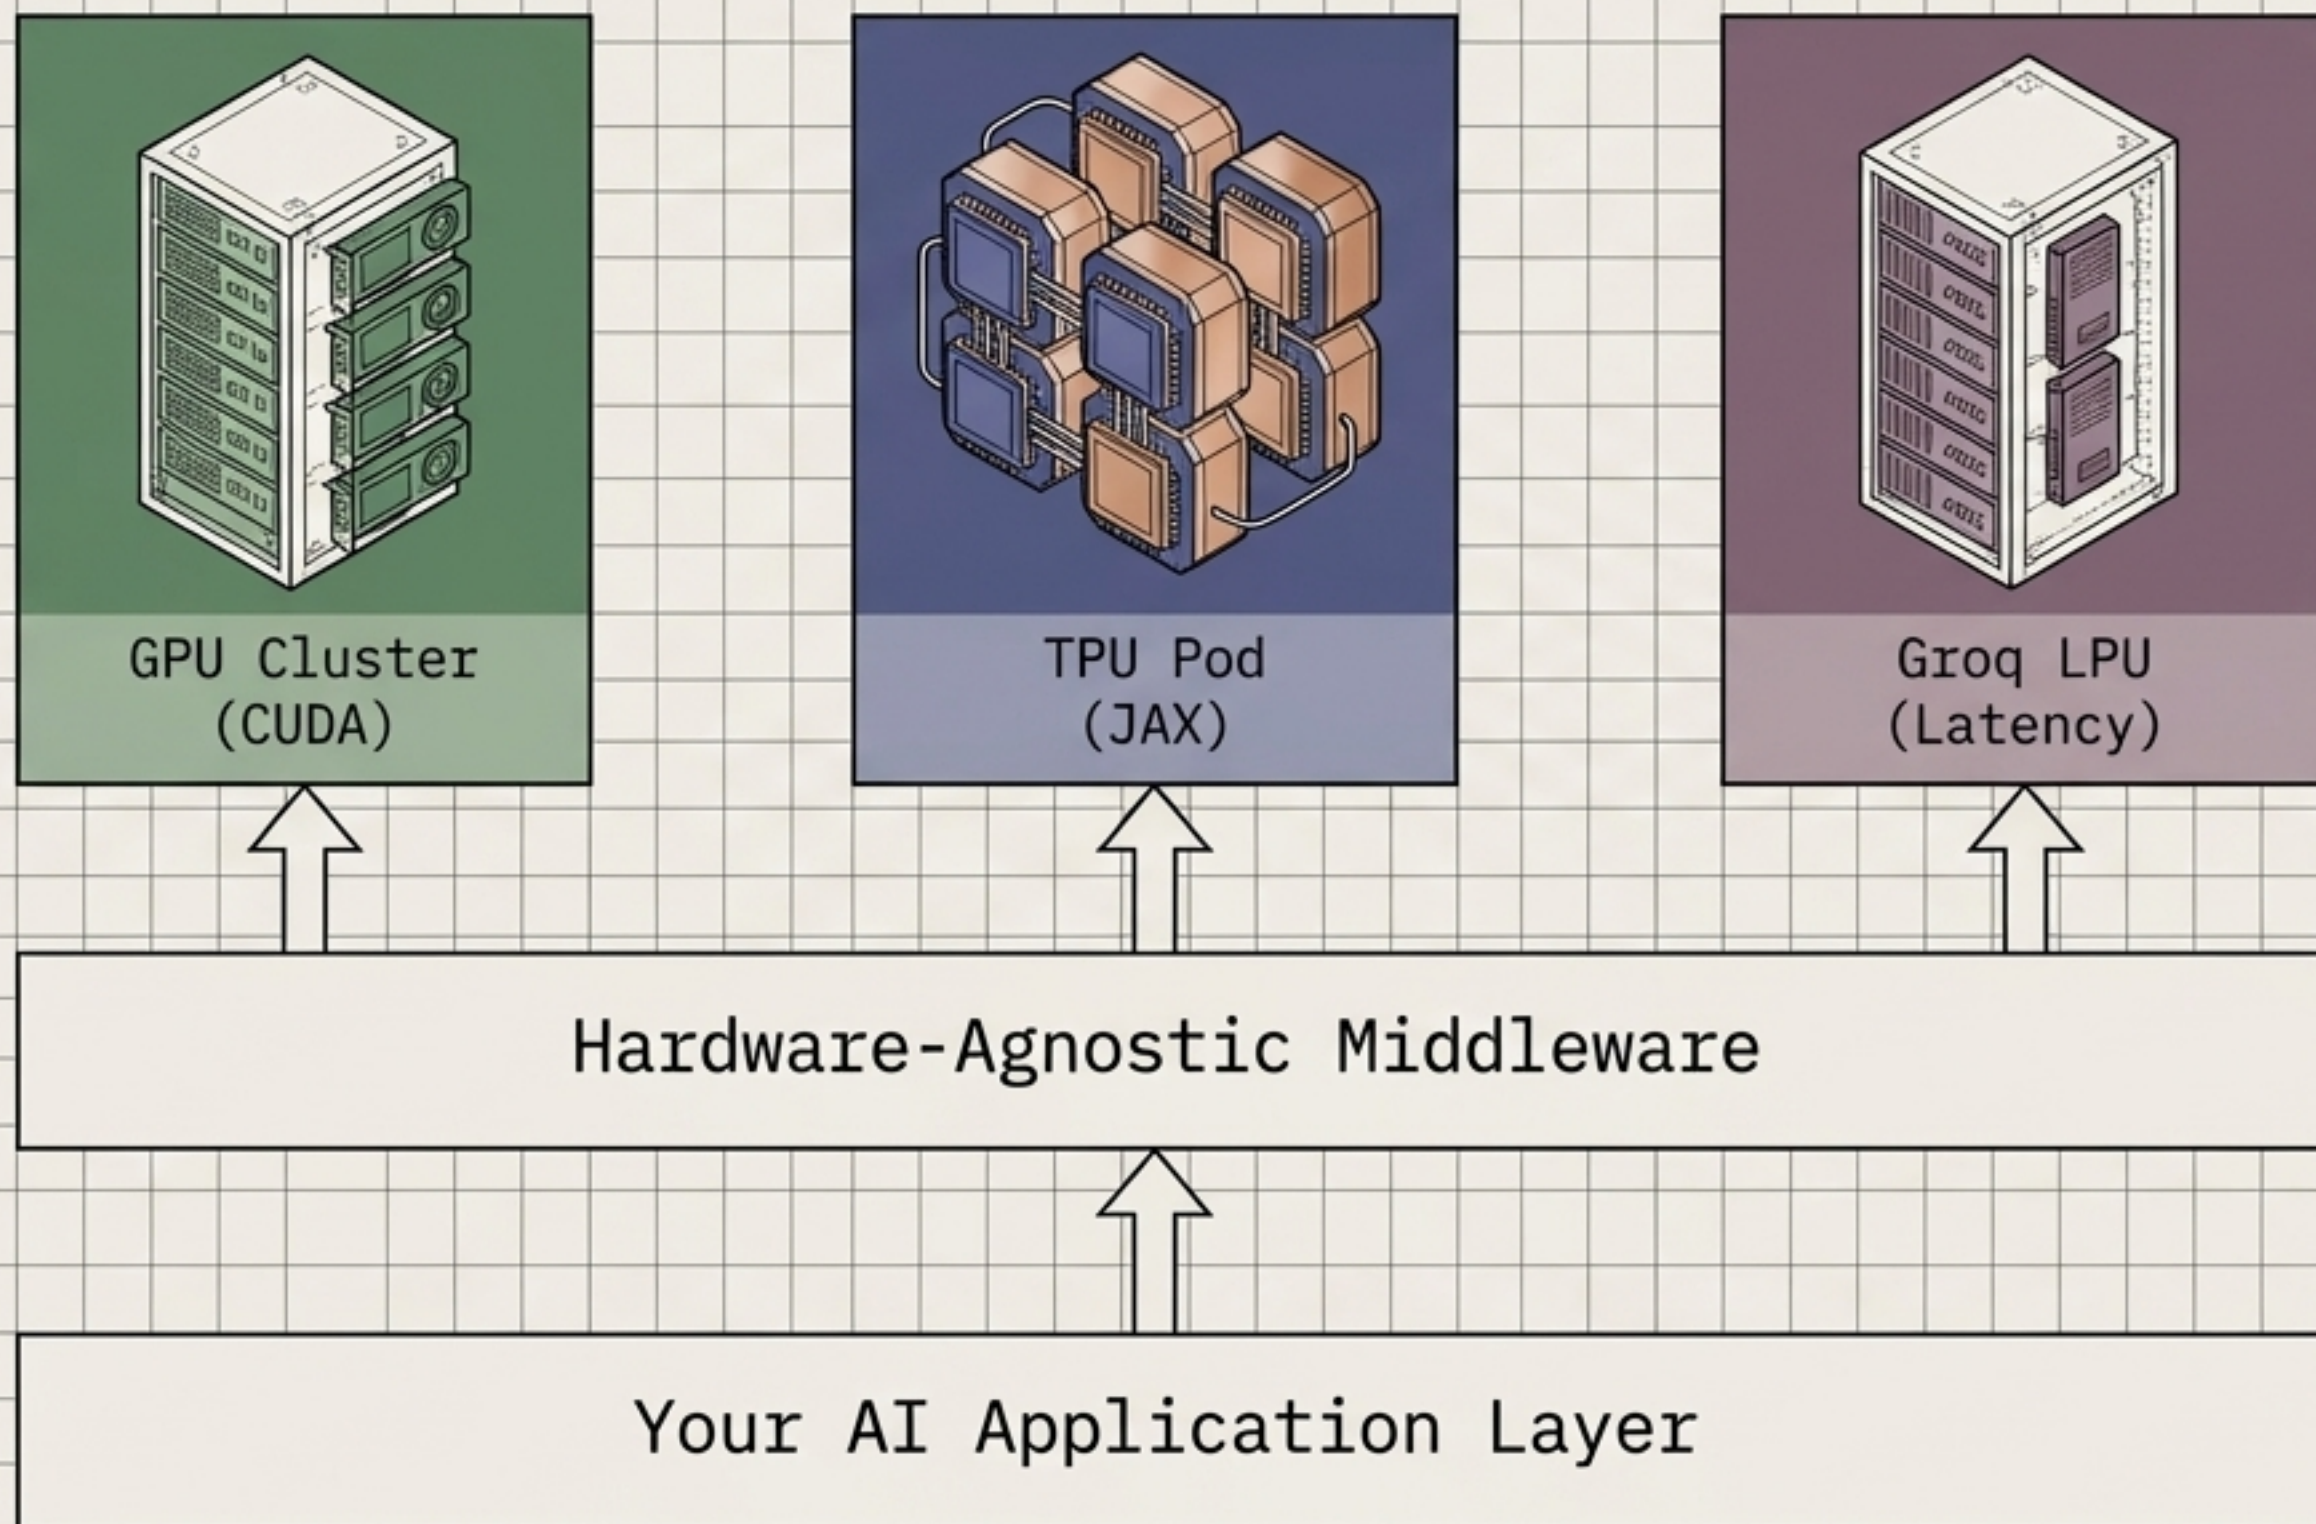 GPU Cluster
(CUDA)
TPU Pod
(JAX)
Groq LPU
(Latency)
Hardware-Agnostic Middleware
Your AI Application Layer